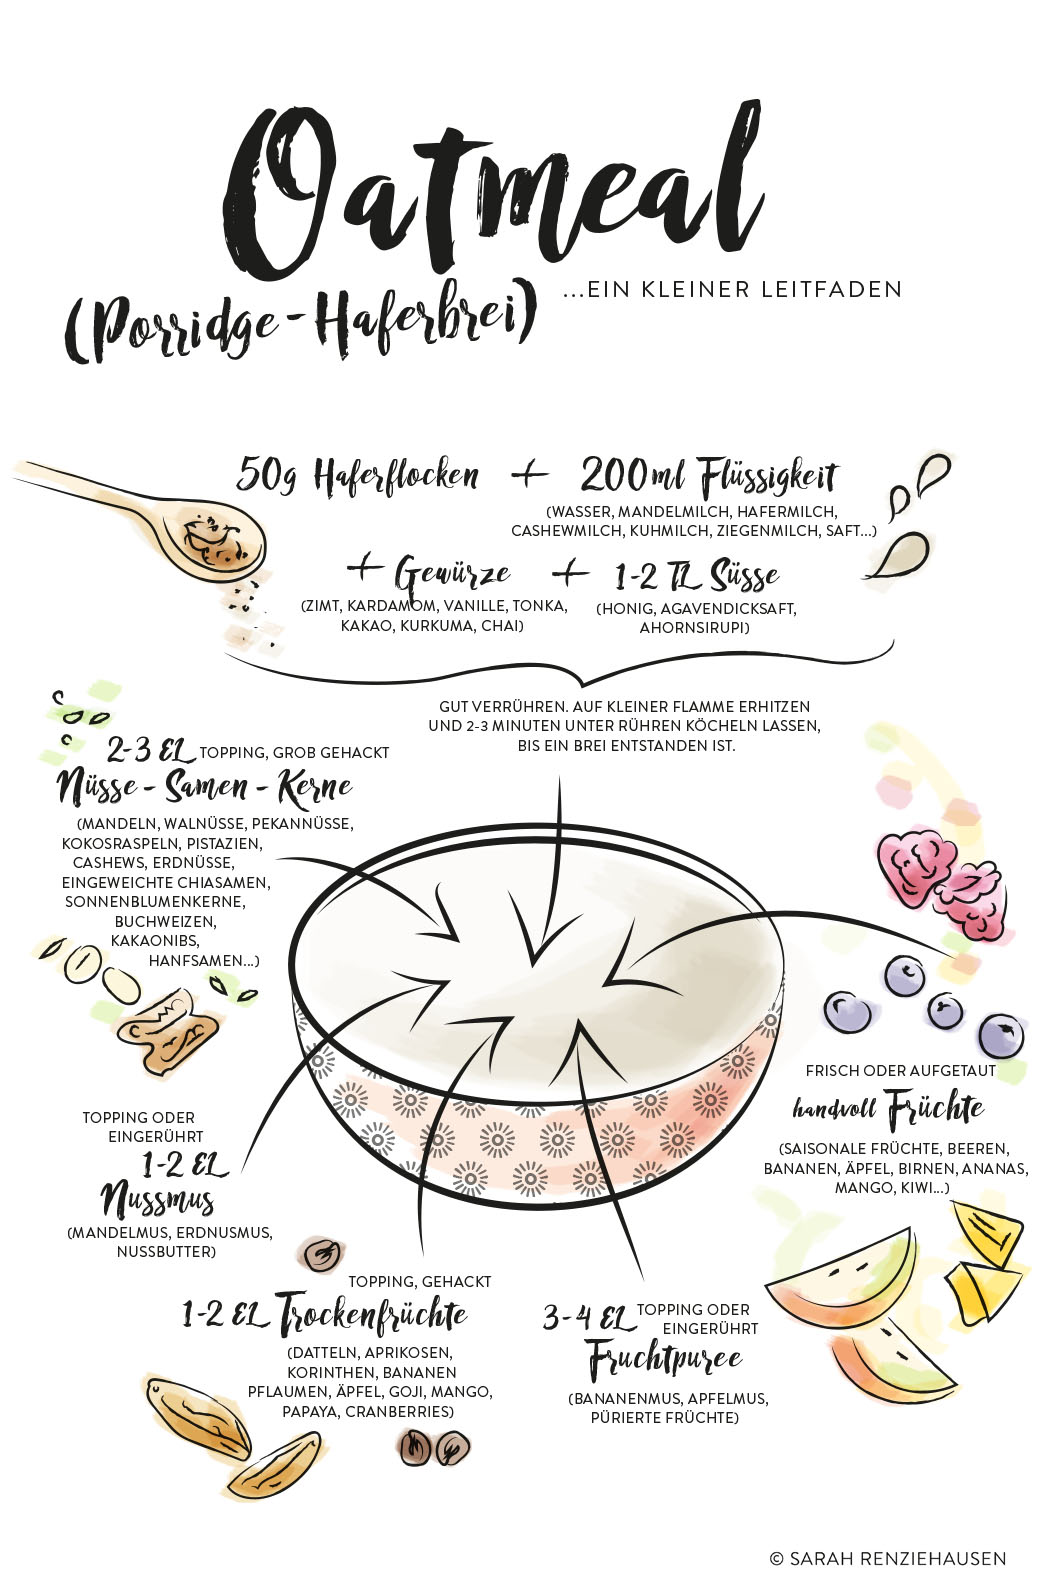 Oatmeal
...EIN KLEINER LEITFADEN
(Porridge-Haferbrei)
50g Haferflocken + 200ml Flüssigkeit
(WASSER, MANDELMILCH, HAFERMILCH,
CASHEWMILCH, KUHMILCH, ZIEGENMILCH, SAFT...)
+ Gewürze + 1-2 TL Süsse
(ZIMT, KARDAMOM, VANILLE, TONKA,
KAKAO, KURKUMA, CHAI)
(HONIG, AGAVENDICKSAFT,
AHORNSIRUPI)
GUT VERRÜHREN. AUF KLEINER FLAMME ERHITZEN
UND 2-3 MINUTEN UNTER RÜHREN KÖCHELN LASSEN,
BIS EIN BREI ENTSTANDEN IST.
2-3 EL TOPPING, GROB GEHACKT
Nüsse - Samen - Kerne
(MANDELN, WALNÜSSE, PEKANNÜSSE,
KOKOSRASPELN, PISTAZIEN,
CASHEWS, ERDNÜSSE,
EINGEWEICHTE CHIASAMEN,
SONNENBLUMENKERNE,
BUCHWEIZEN,
KAKAONIBS,
HANFSAMEN...)
FRISCH ODER AUFGETAUT
handvoll Früchte
(SAISONALE FRÜCHTE, BEEREN,
BANANEN, ÄPFEL, BIRNEN, ANANAS,
MANGO, KIWI...)
TOPPING ODER
EINGERÜHRT
1-2 EL
Nussmus
(MANDELMUS, ERDNUSMUS,
NUSSBUTTER)
TOPPING, GEHACKT
1-2 EL Trockenfrüchte
(DATTELN, APRIKOSEN,
KORINTHEN, BANANEN
PFLAUMEN, ÄPFEL, GOJI, MANGO,
PAPAYA, CRANBERRIES)
3-4 EL TOPPING ODER
EINGERÜHRT
Fruchtpuree
(BANANENMUS, APFELMUS,
PÜRIERTE FRÜCHTE)
© SARAH RENZIEHAUSEN